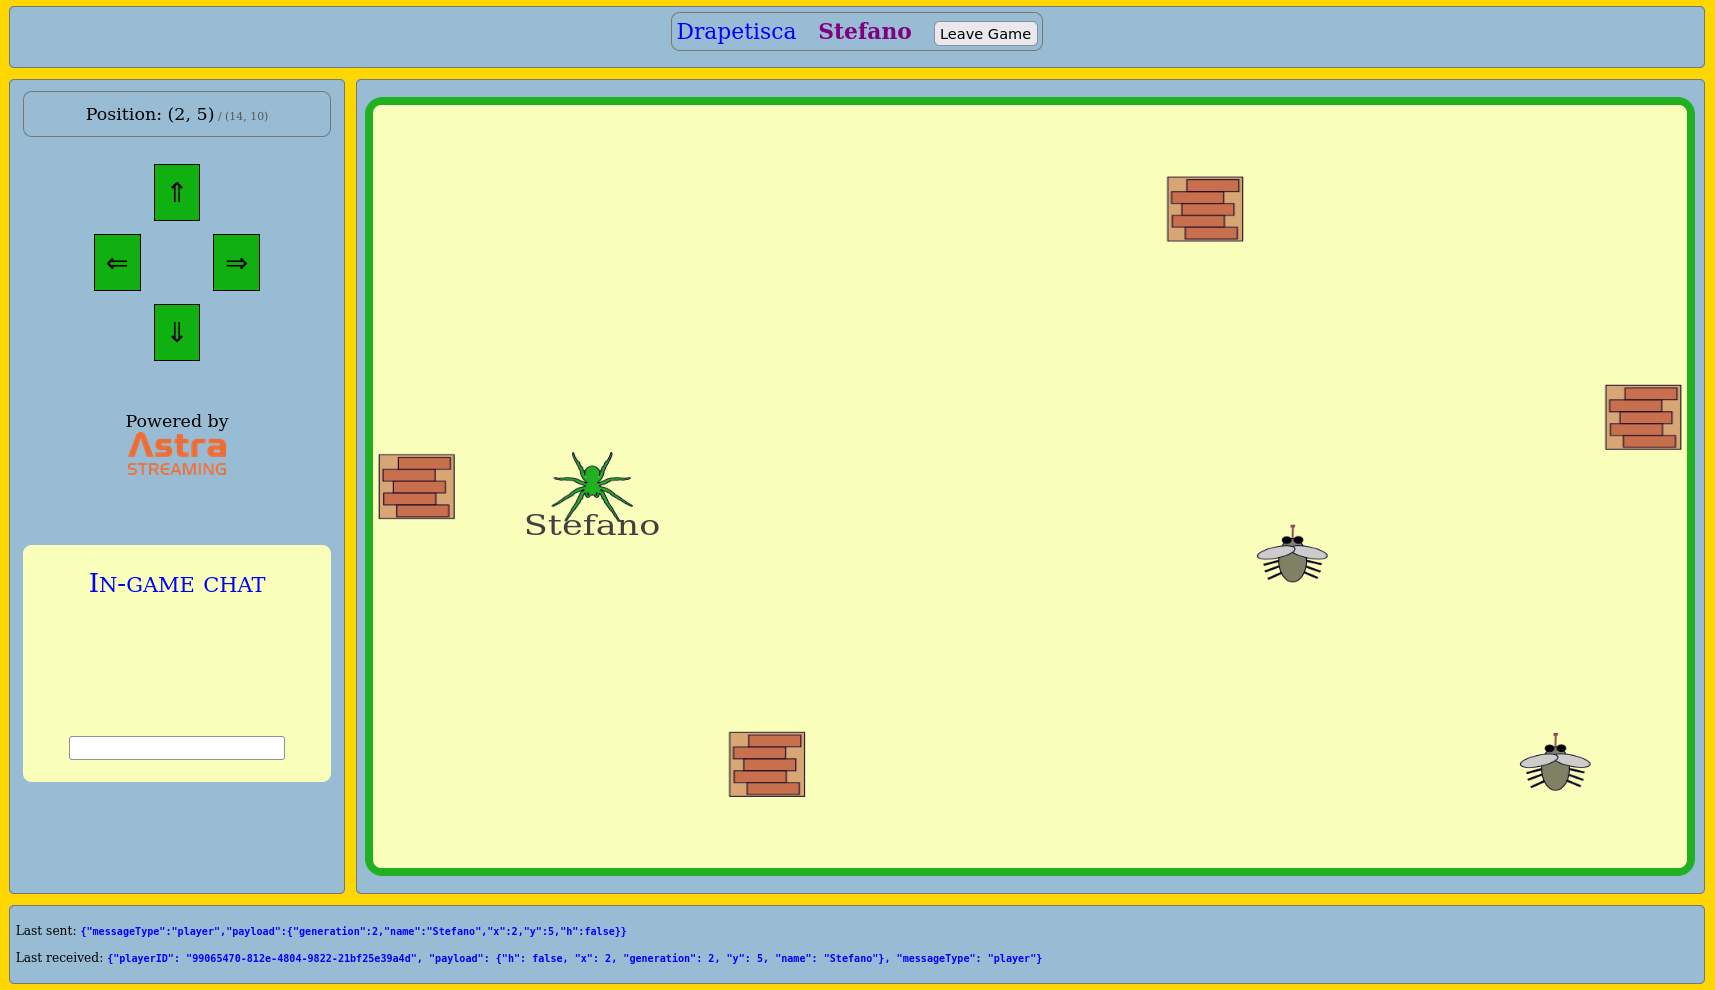 Drapetisca Stefano Leave Game
Position: (2, 5) / (14, 10)
⇑
⇐ ⇒
⇓
Powered by
Astra
STREAMING
In-game chat
Stefano
Last sent: {"messageType":"player","payload":{"generation":2,"name":"Stefano","x":2,"y":5,"h":false}}
Last received: {"playerID": "99065470-812e-4804-9822-21bf25e39a4d", "payload": {"h": false, "x": 2, "generation": 2, "y": 5, "name": "Stefano"}, "messageType": "player"}